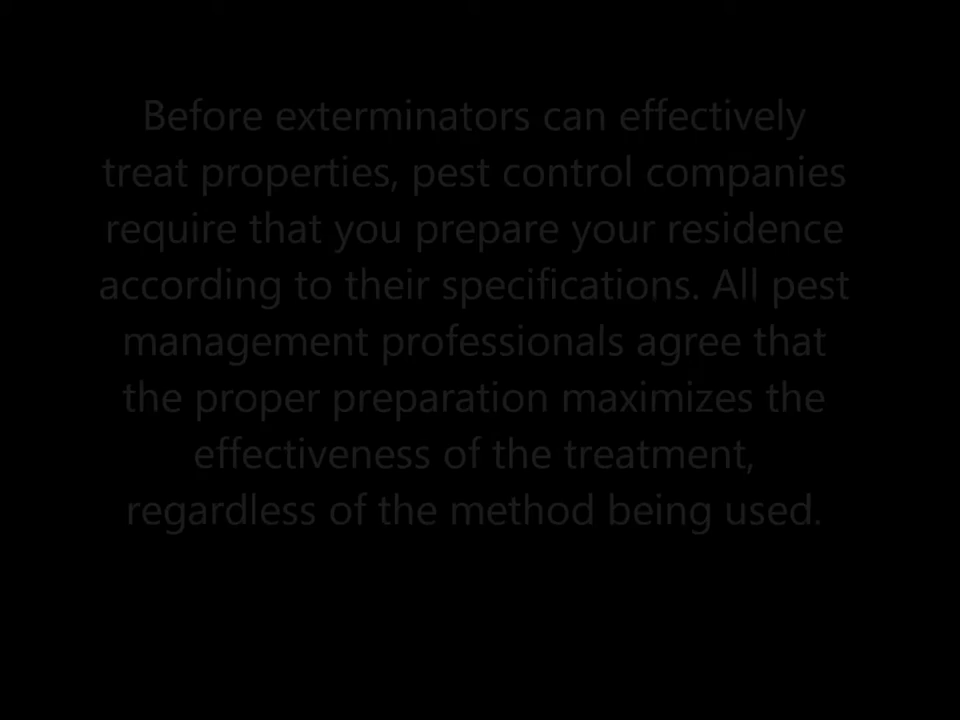 Before exterminators can effectively
treat properties, pest control companies
require that you prepare your residence
according to their specifications. All pest
management professionals agree that
the proper preparation maximizes the
effectiveness of the treatment,
regardless of the method being used.